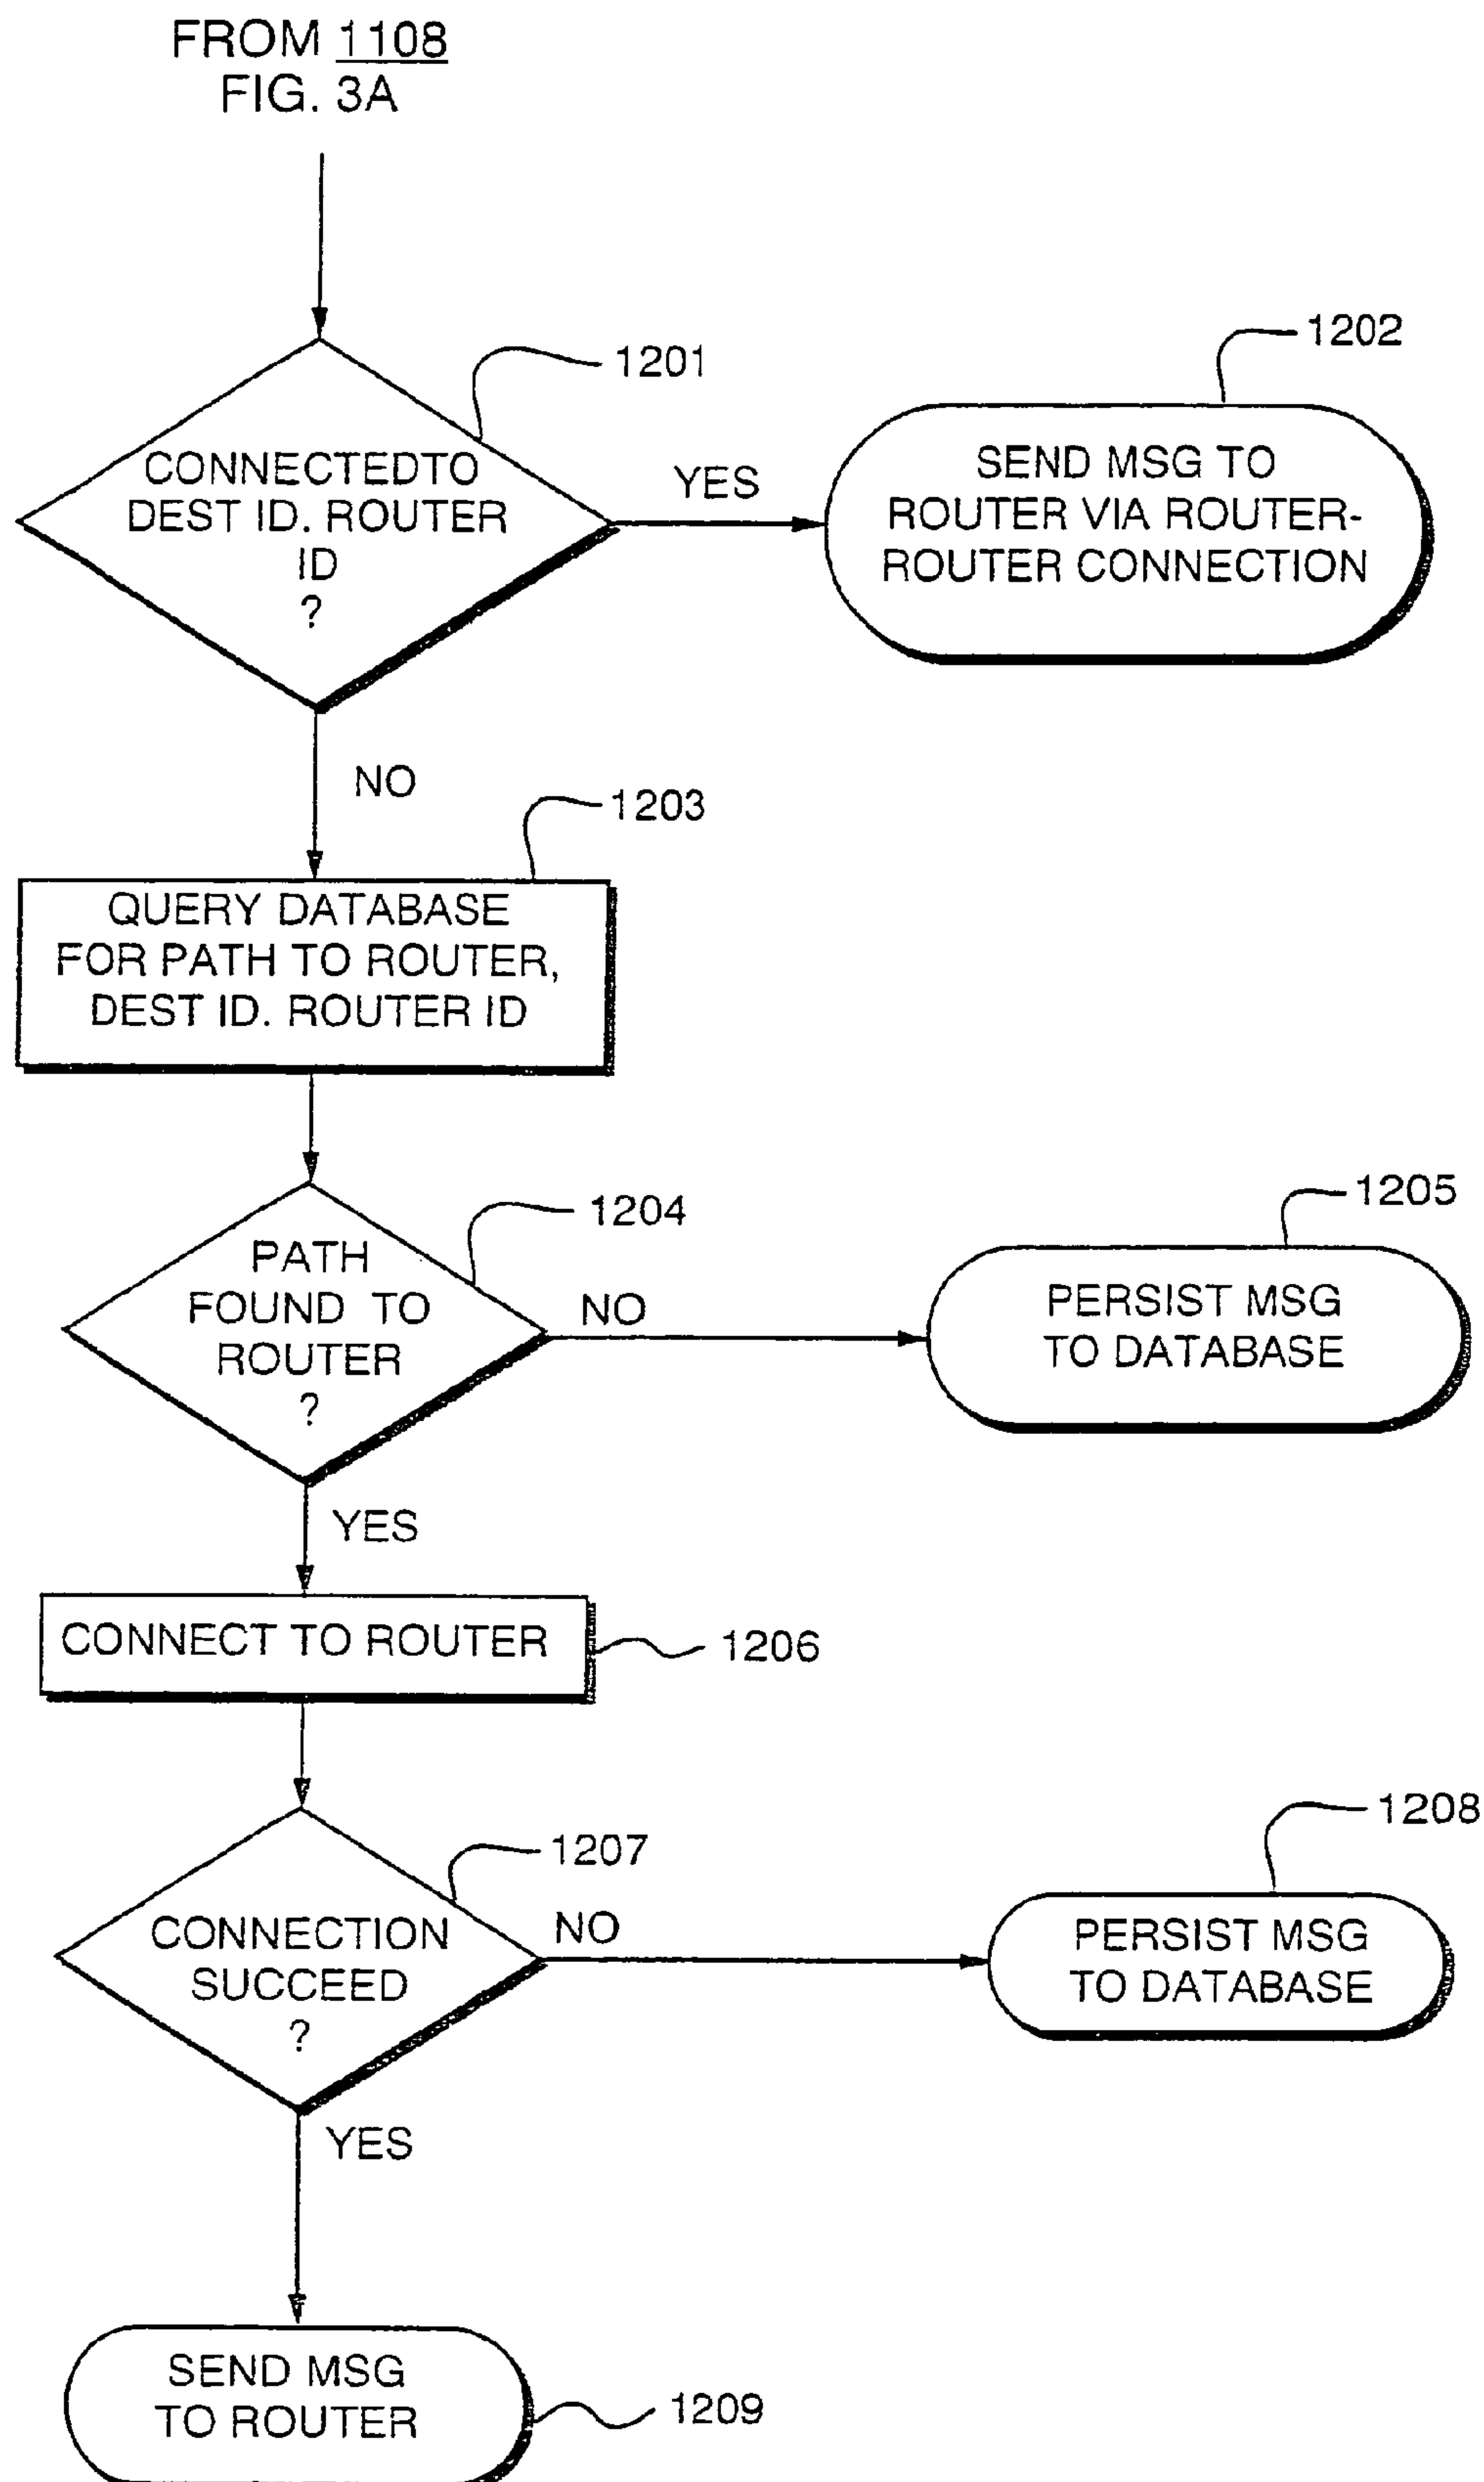 FROM 1108
FIG. 3A
1201
CONNECTEDTO
DEST ID. ROUTER
ID
?
YES
1202
SEND MSG TO
ROUTER VIA ROUTER-
ROUTER CONNECTION
NO
1203
QUERY DATABASE
FOR PATH TO ROUTER,
DEST ID. ROUTER ID
1204
PATH
FOUND TO
ROUTER
?
NO
1205
PERSIST MSG
TO DATABASE
YES
CONNECT TO ROUTER
1206
1207
CONNECTION
SUCCEED
?
NO
1208
PERSIST MSG
TO DATABASE
YES
SEND MSG
TO ROUTER
1209